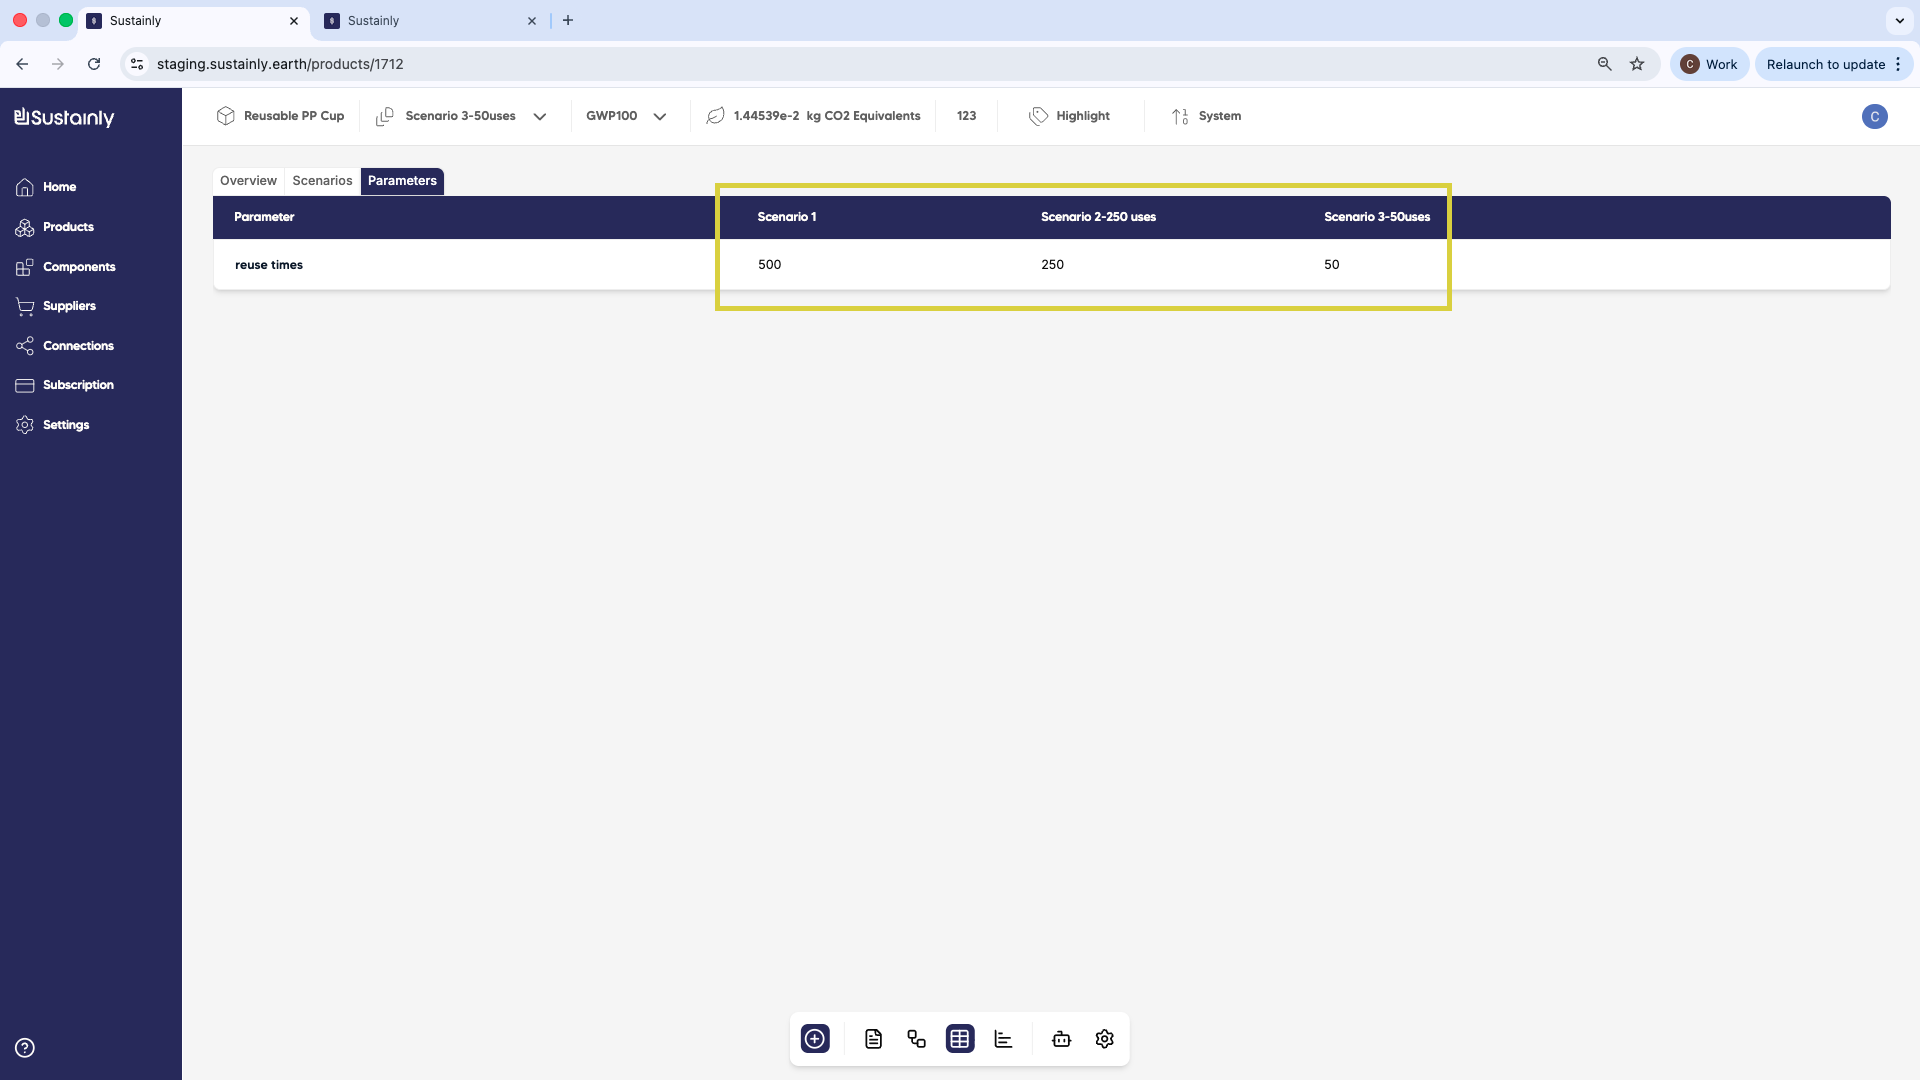 Sustainly
Sustainly
staging.sustainly.earth/products/1712
C Work
Relaunch to update
Sustainly
Reusable PP Cup
Scenario 3-50uses
GWP100
1.44539e-2 kg CO2 Equivalents
123
Highlight
System
C
Home
Products
Components
Suppliers
Connections
Subscription
Settings
Overview Scenarios Parameters
Parameter Scenario 1 Scenario 2-250 uses Scenario 3-50uses
reuse times 500 250 50